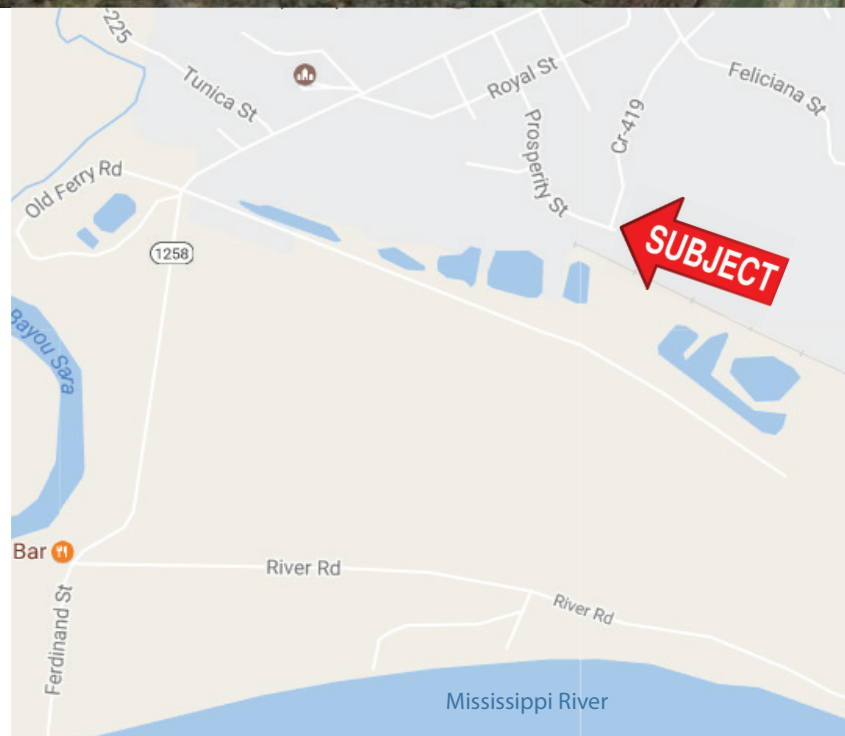 -225
Tunica St
Royal St
Feliciana St
Cr-419
Prosperity St
Old Ferry Rd
SUBJECT
1258
Bayou Sara
Bar
River Rd
River Rd
Ferdinand St
Mississippi River